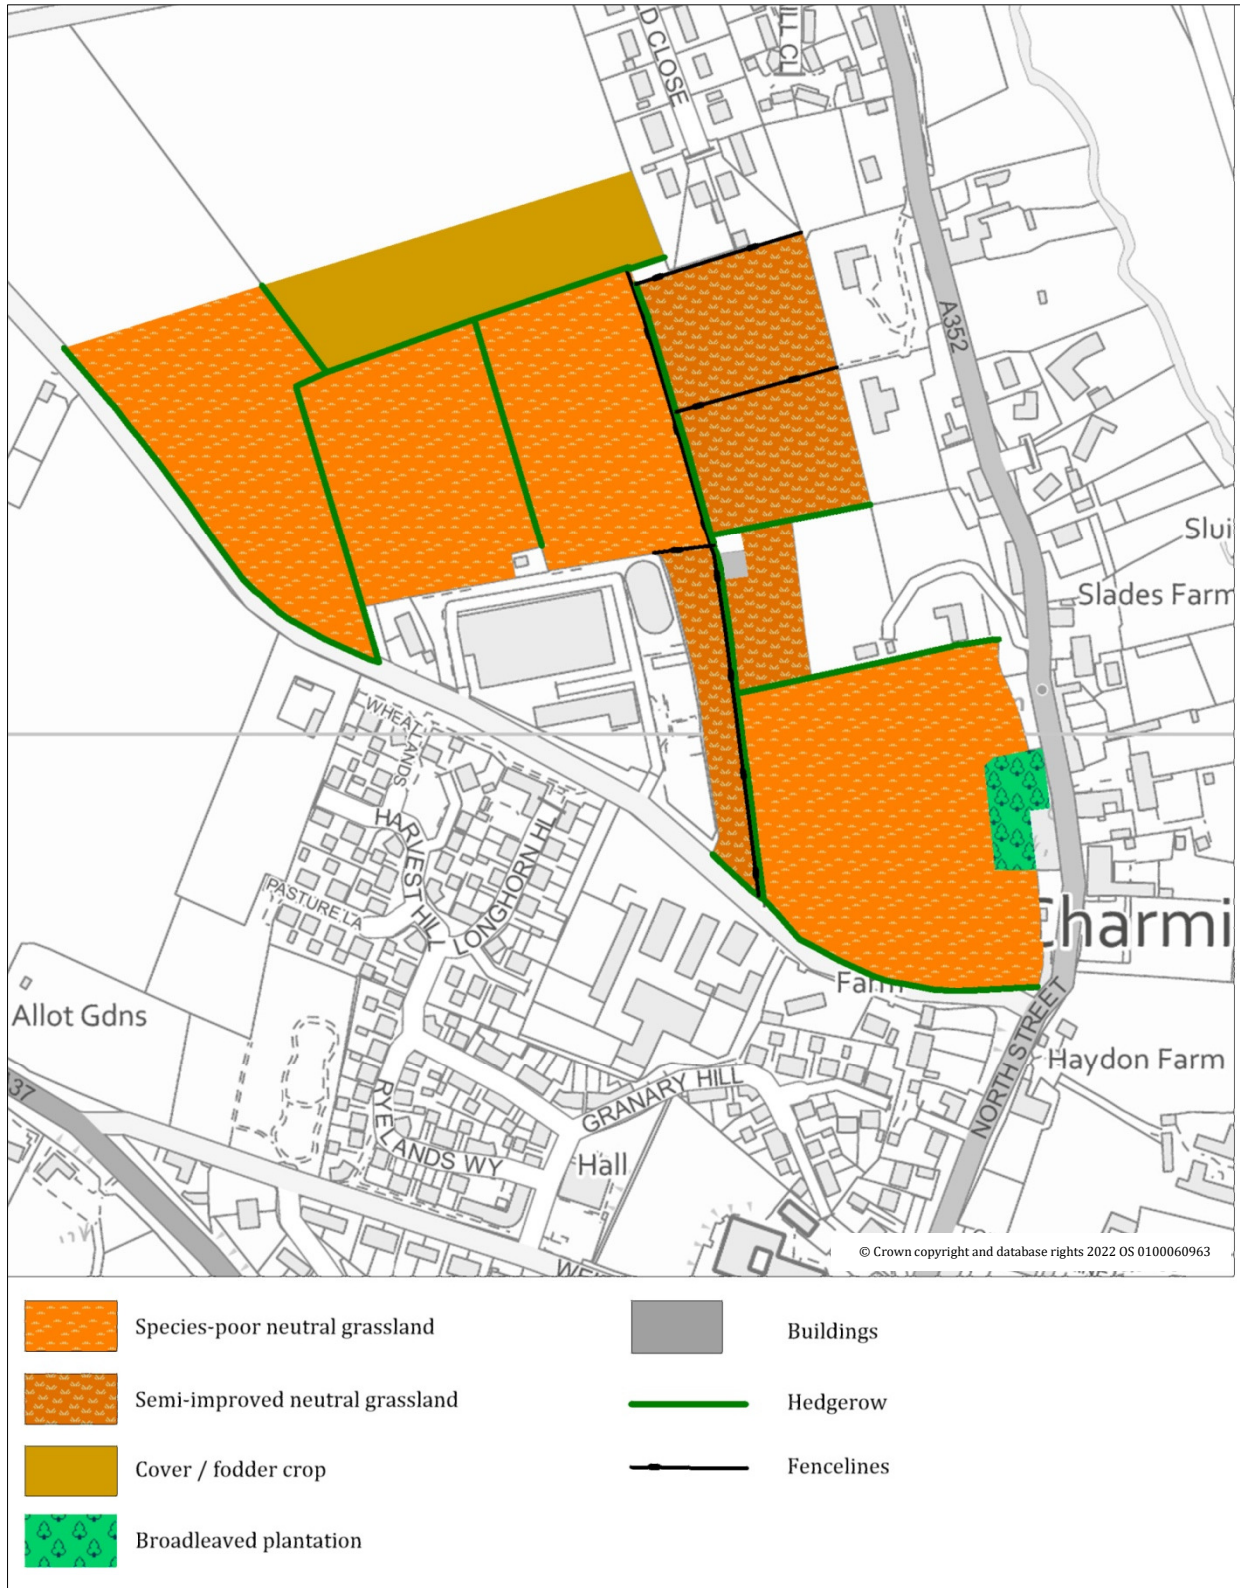 D CLOSE
ILL CL
A352
Slui
Slades Farm
WHEATLANDS
HARVEST HILL
LONGHORN HL
PASTURE LA
Charmi
Farm
Allot Gdns
NORTH STREET
Haydon Farm
37
GRANARY HILL
RYELANDS WY
Hall
© Crown copyright and database rights 2022 OS 0100060963
Species-poor neutral grassland
Buildings
Semi-improved neutral grassland
Hedgerow
Cover / fodder crop
Fencelines
Broadleaved plantation